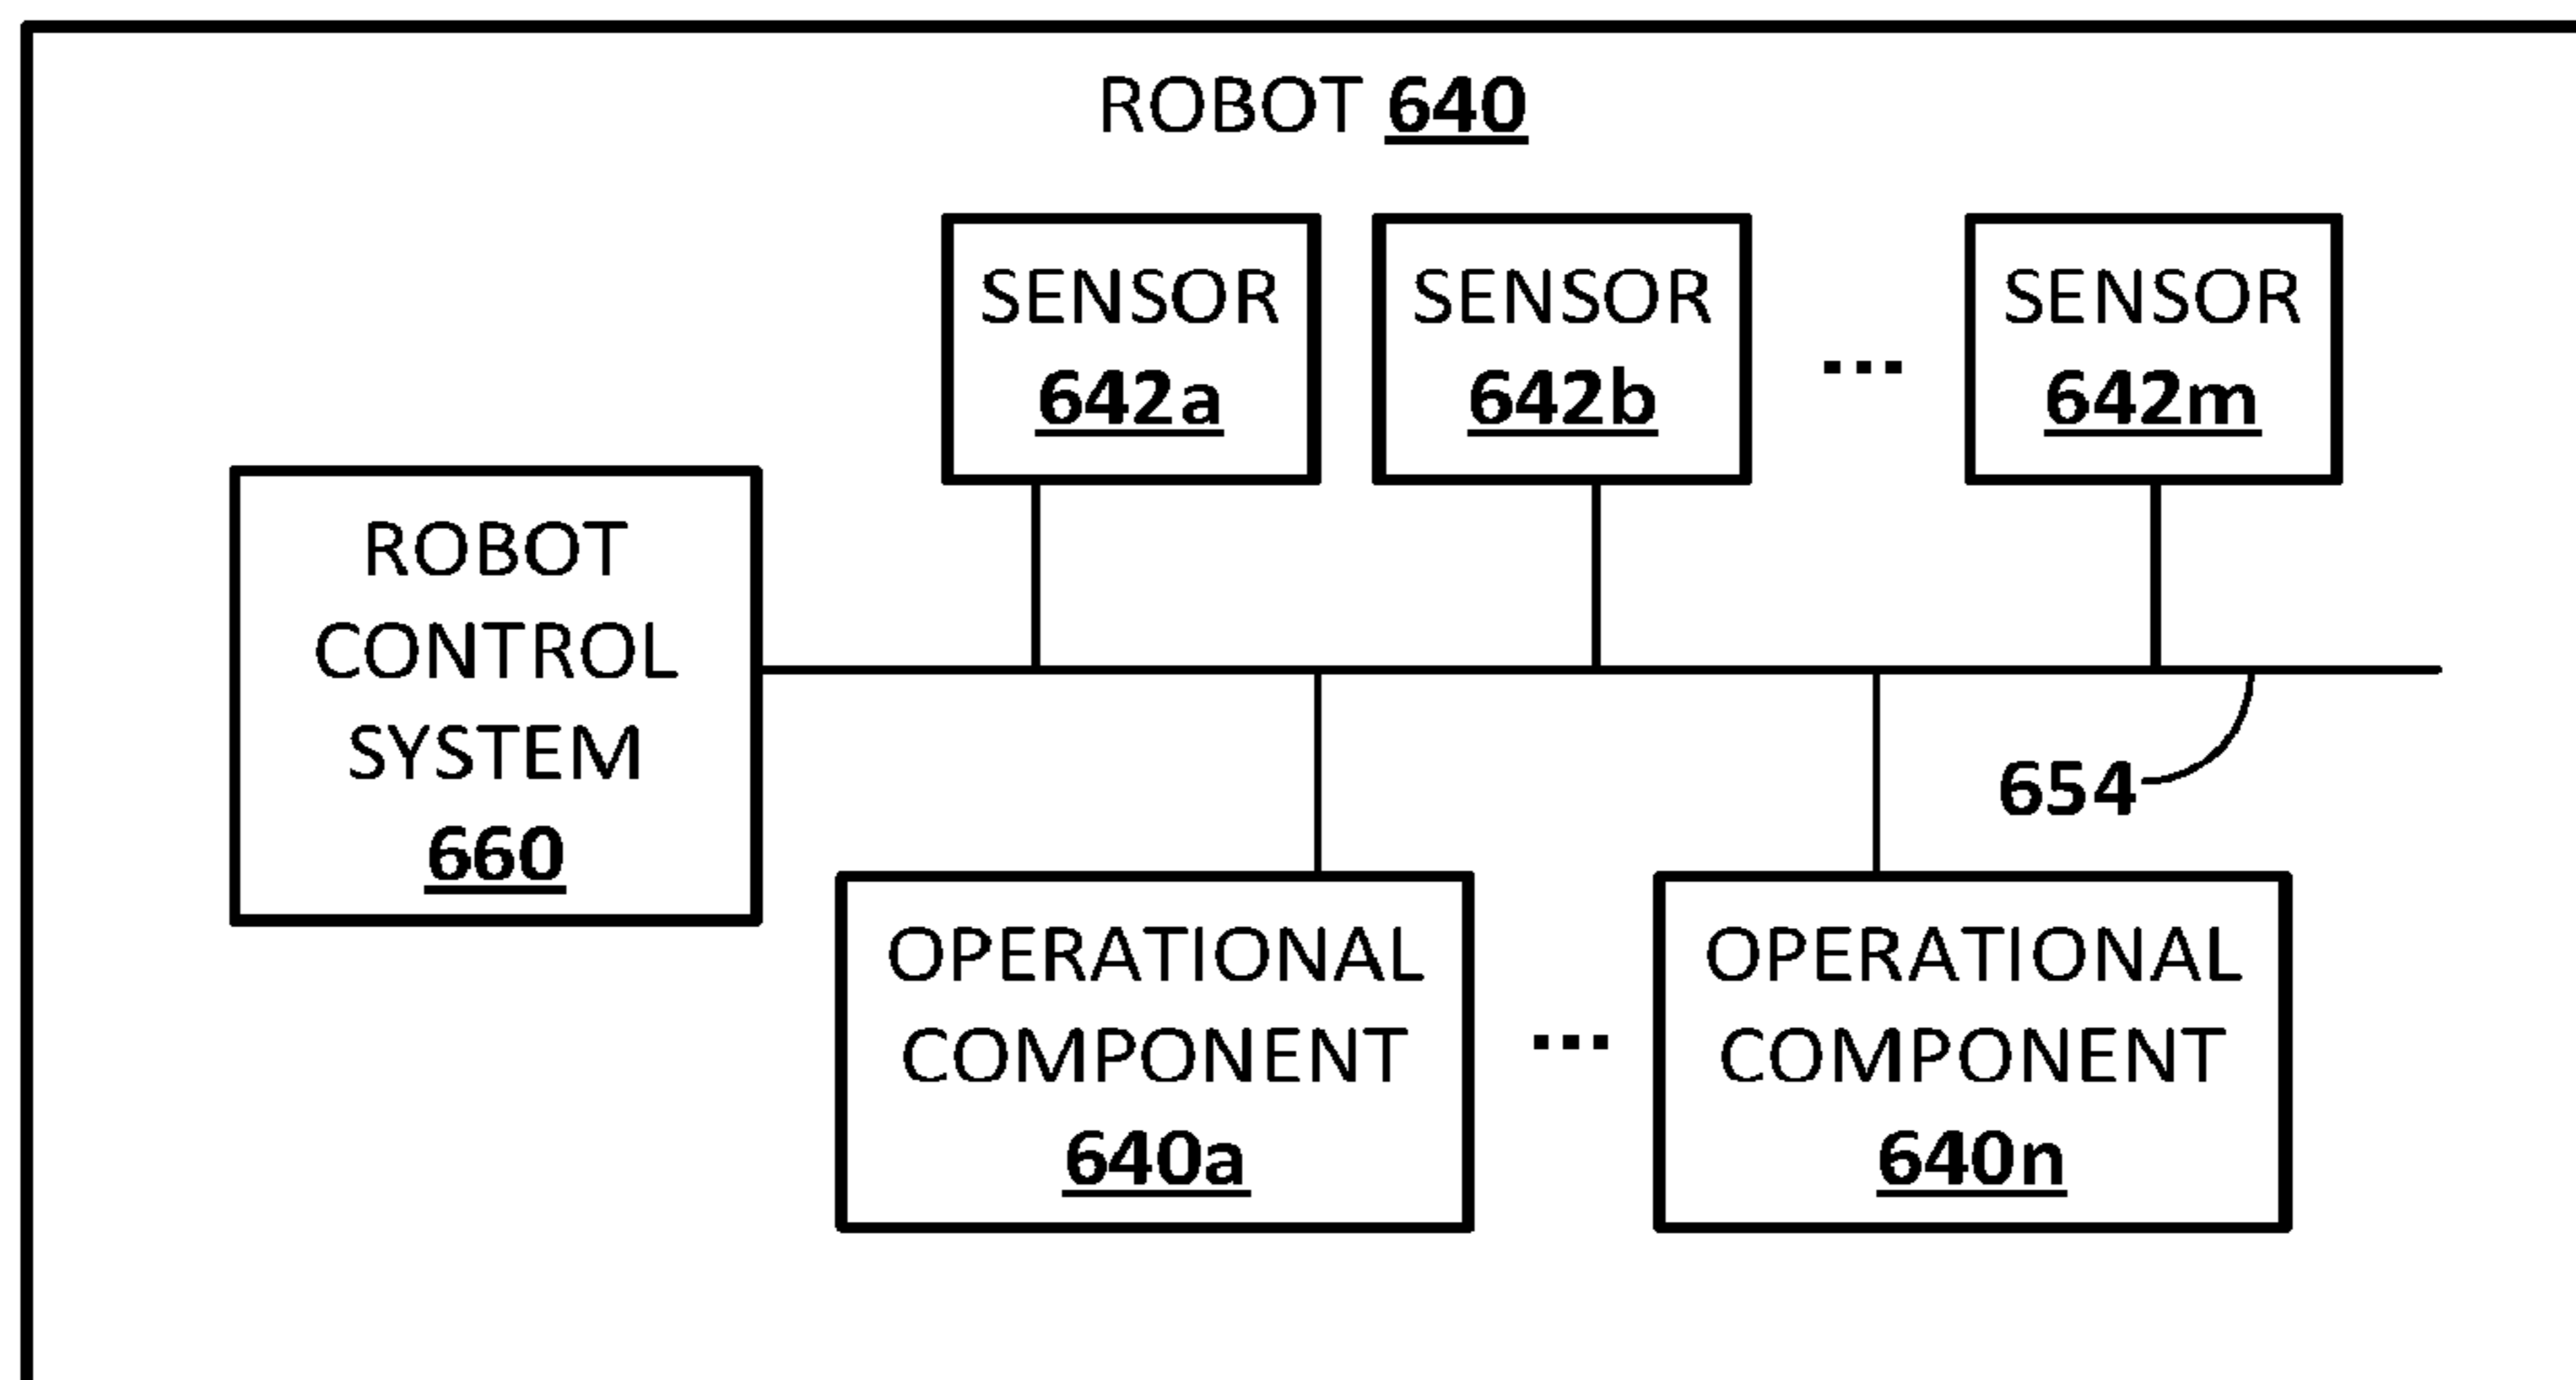 ROBOT 640
SENSOR
642a
SENSOR
642b
...
SENSOR
642m
ROBOT
CONTROL
SYSTEM
660
654
OPERATIONAL
COMPONENT
640a
...
OPERATIONAL
COMPONENT
640n